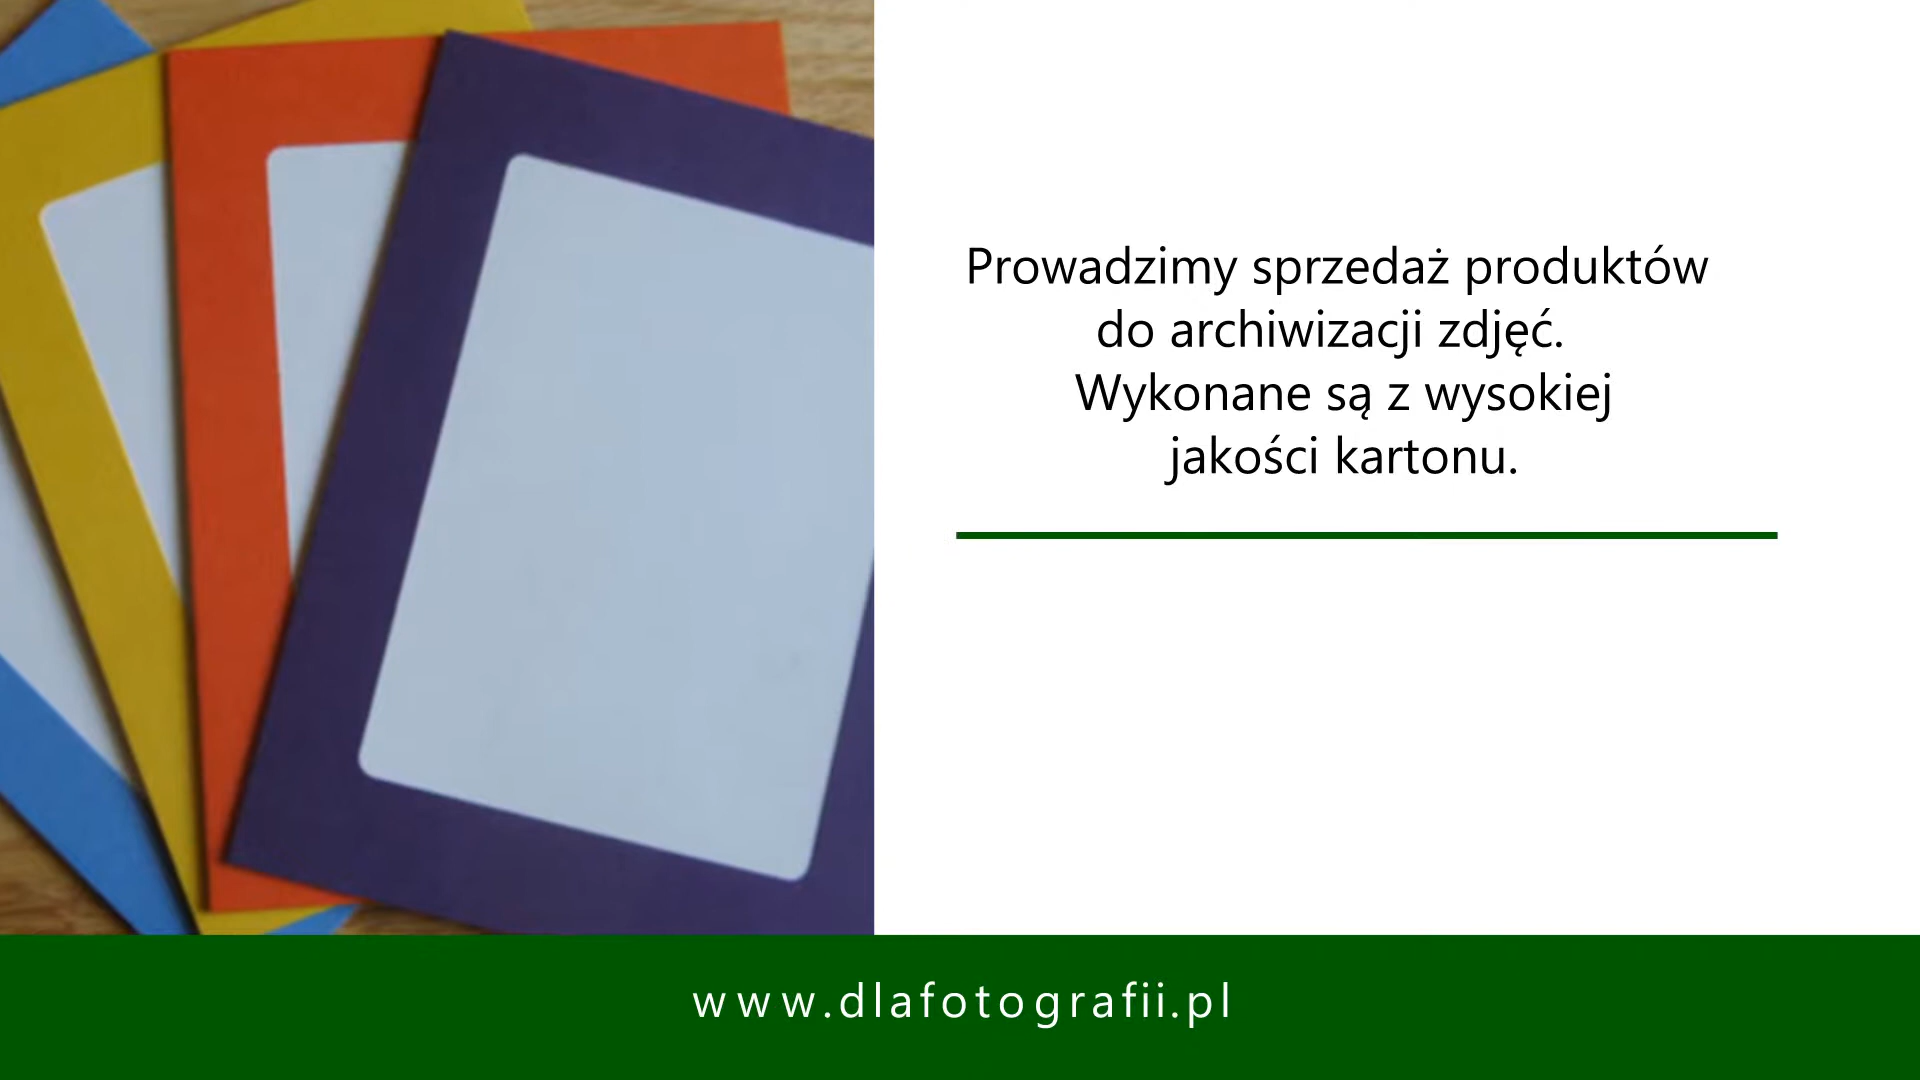 Prowadzimy sprzedaż produktów
do archiwizacji zdjęć.
Wykonane są z wysokiej
jakości kartonu.
www.dlafotografii.pl